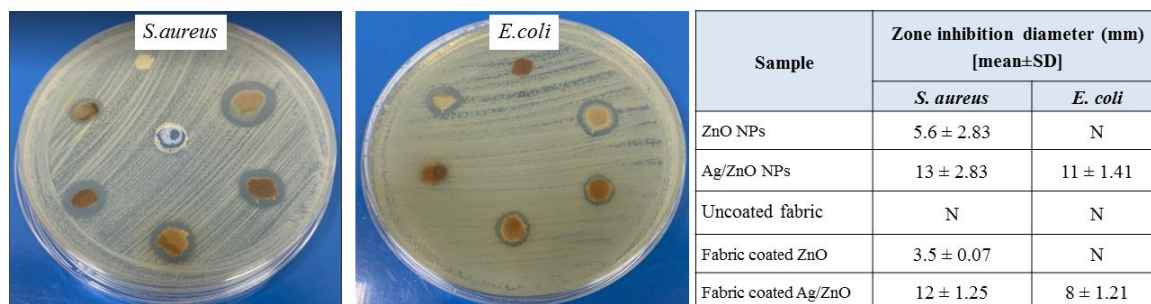 S.aureus
E.coli
Sample
Zone inhibition diameter (mm)
[mean±SD]
S. aureus
E. coli
ZnO NPs
5.6 ± 2.83
N
Ag/ZnO NPs
13 ± 2.83
11 ± 1.41
Uncoated fabric
N
N
Fabric coated ZnO
3.5 ± 0.07
N
Fabric coated Ag/ZnO
12 ± 1.25
8 ± 1.21